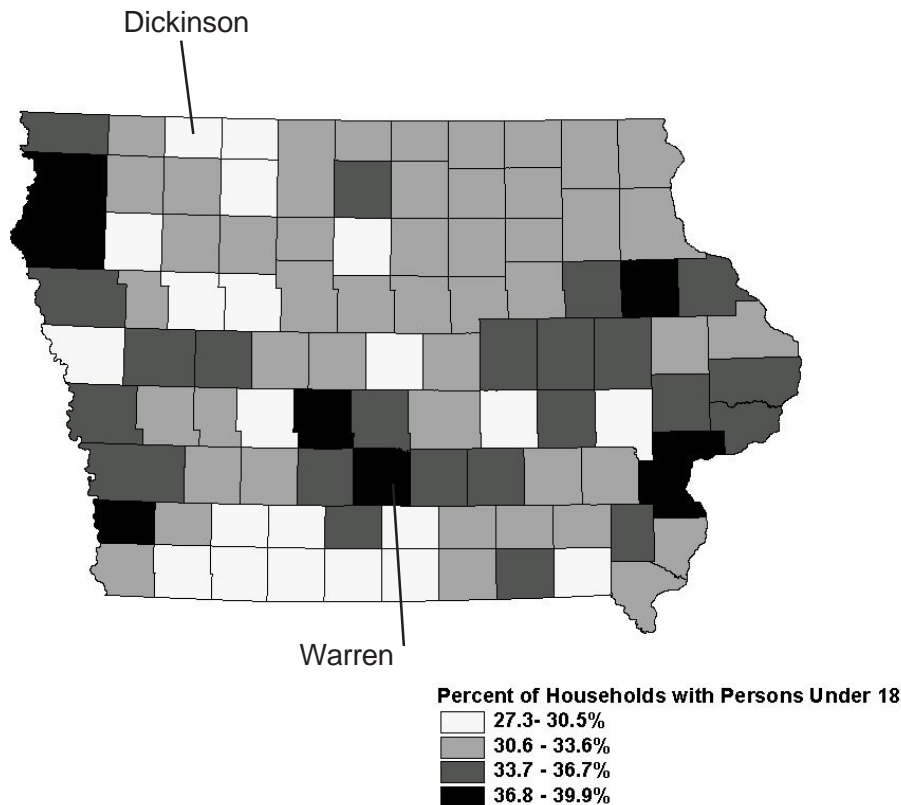 Dickinson
Warren
Percent of Households with Persons Under 18
27.3- 30.5%
30.6 - 33.6%
33.7 - 36.7%
36.8 - 39.9%